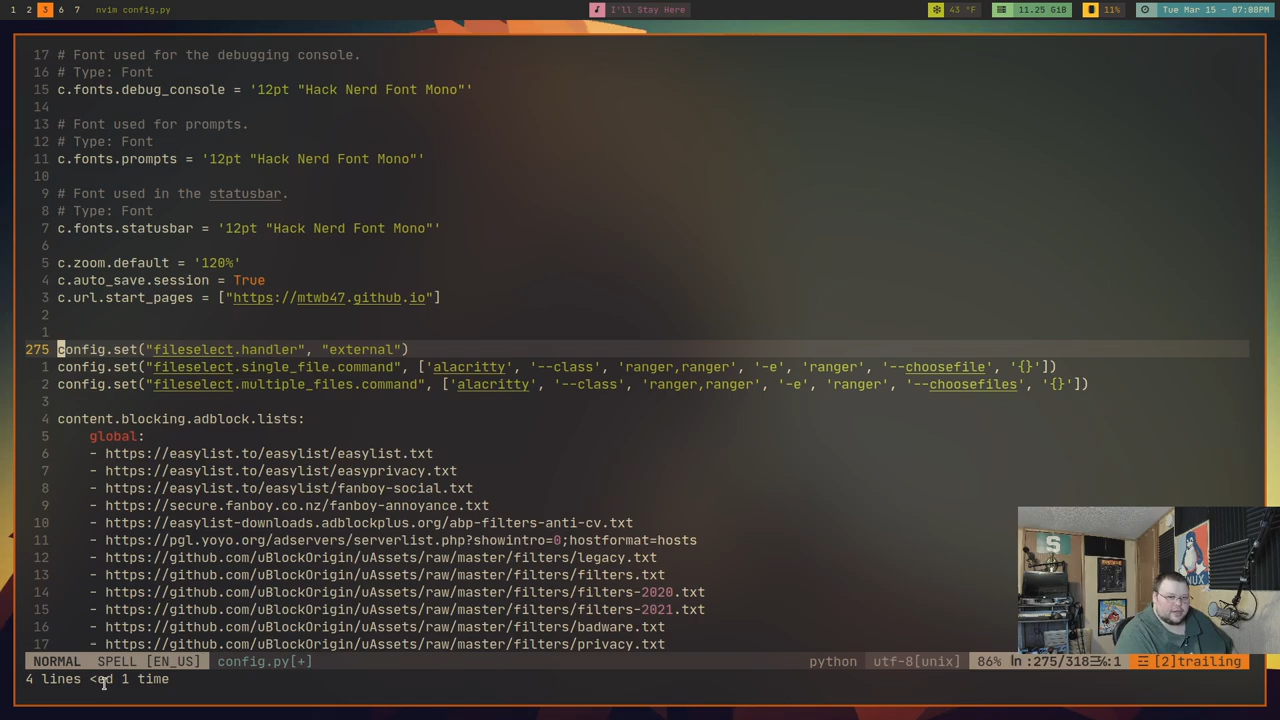 1 2 3 6 7 nvim config.py I'll Stay Here 43 °F 11.25 GiB 11% Tue Mar 15 - 07:08PM
17 # Font used for the debugging console.
16 # Type: Font
15 c.fonts.debug_console = '12pt "Hack Nerd Font Mono"'
14
13 # Font used for prompts.
12 # Type: Font
11 c.fonts.prompts = '12pt "Hack Nerd Font Mono"'
10
9 # Font used in the statusbar.
8 # Type: Font
7 c.fonts.statusbar = '12pt "Hack Nerd Font Mono"'
6
5 c.zoom.default = '120%'
4 c.auto_save.session = True
3 c.url.start_pages = ["https://mtwb47.github.io"]
2
1
275 config.set("fileselect.handler", "external")
1 config.set("fileselect.single_file.command", ['alacritty', '--class', 'ranger,ranger', '-e', 'ranger', '--choosefile', '{}'])
2 config.set("fileselect.multiple_files.command", ['alacritty', '--class', 'ranger,ranger', '-e', 'ranger', '--choosefiles', '{}'])
3
4 content.blocking.adblock.lists:
5 global:
6 - https://easylist.to/easylist/easylist.txt
7 - https://easylist.to/easylist/easyprivacy.txt
8 - https://easylist.to/easylist/fanboy-social.txt
9 - https://secure.fanboy.co.nz/fanboy-annoyance.txt
10 - https://easylist-downloads.adblockplus.org/abp-filters-anti-cv.txt
11 - https://pgl.yoyo.org/adservers/serverlist.php?showintro=0;hostformat=hosts
12 - https://github.com/uBlockOrigin/uAssets/raw/master/filters/legacy.txt
13 - https://github.com/uBlockOrigin/uAssets/raw/master/filters/filters.txt
14 - https://github.com/uBlockOrigin/uAssets/raw/master/filters/filters-2020.txt
15 - https://github.com/uBlockOrigin/uAssets/raw/master/filters/filters-2021.txt
16 - https://github.com/uBlockOrigin/uAssets/raw/master/filters/badware.txt
17 - https://github.com/uBlockOrigin/uAssets/raw/master/filters/privacy.txt
NORMAL SPELL [EN_US] config.py[+] python utf-8[unix] 86% ln :275/318☰℅:1 ☲ [2]trailing
4 lines <ed 1 time